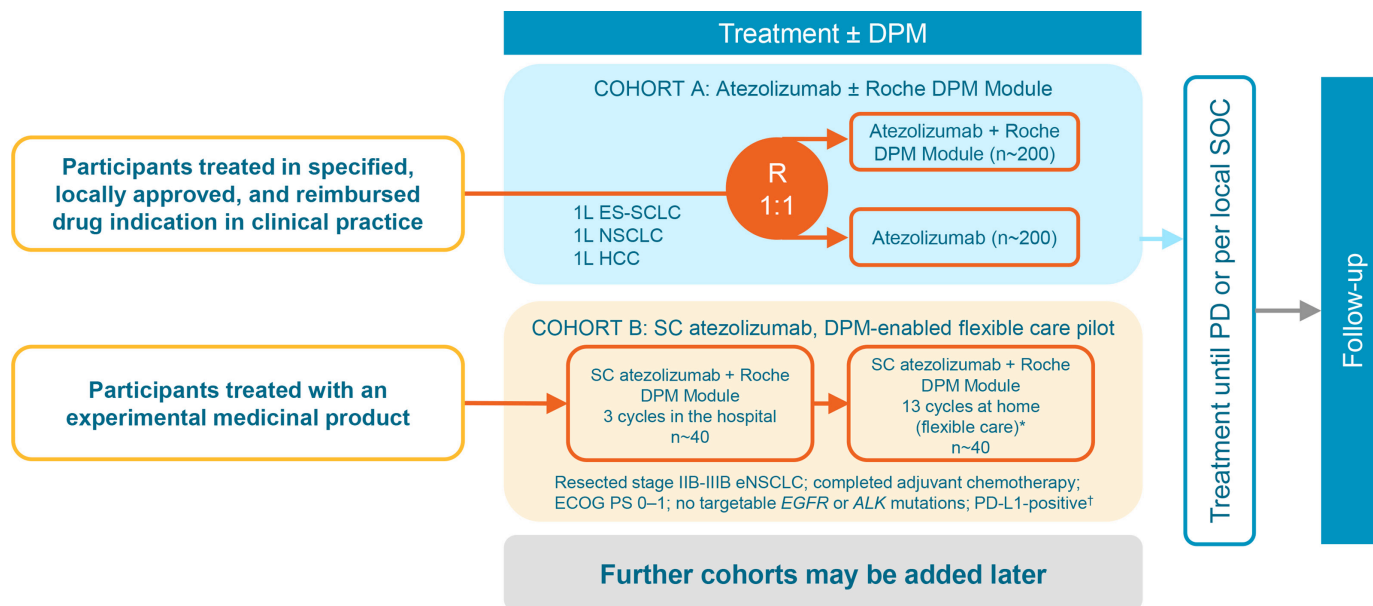 Treatment ± DPM
COHORT A: Atezolizumab ± Roche DPM Module
Participants treated in specified,
locally approved, and reimbursed
drug indication in clinical practice
1L ES-SCLC
1L NSCLC
1L HCC
R
1:1
Atezolizumab + Roche
DPM Module (n~200)
Atezolizumab (n~200)
COHORT B: SC atezolizumab, DPM-enabled flexible care pilot
Participants treated with an
experimental medicinal product
SC atezolizumab + Roche
DPM Module
3 cycles in the hospital
n~40
SC atezolizumab + Roche
DPM Module
13 cycles at home
(flexible care)*
n~40
Resected stage IIB-IIIB eNSCLC; completed adjuvant chemotherapy;
ECOG PS 0–1; no targetable EGFR or ALK mutations; PD-L1-positive†
Further cohorts may be added later
Treatment until PD or per local SOC
Follow-up